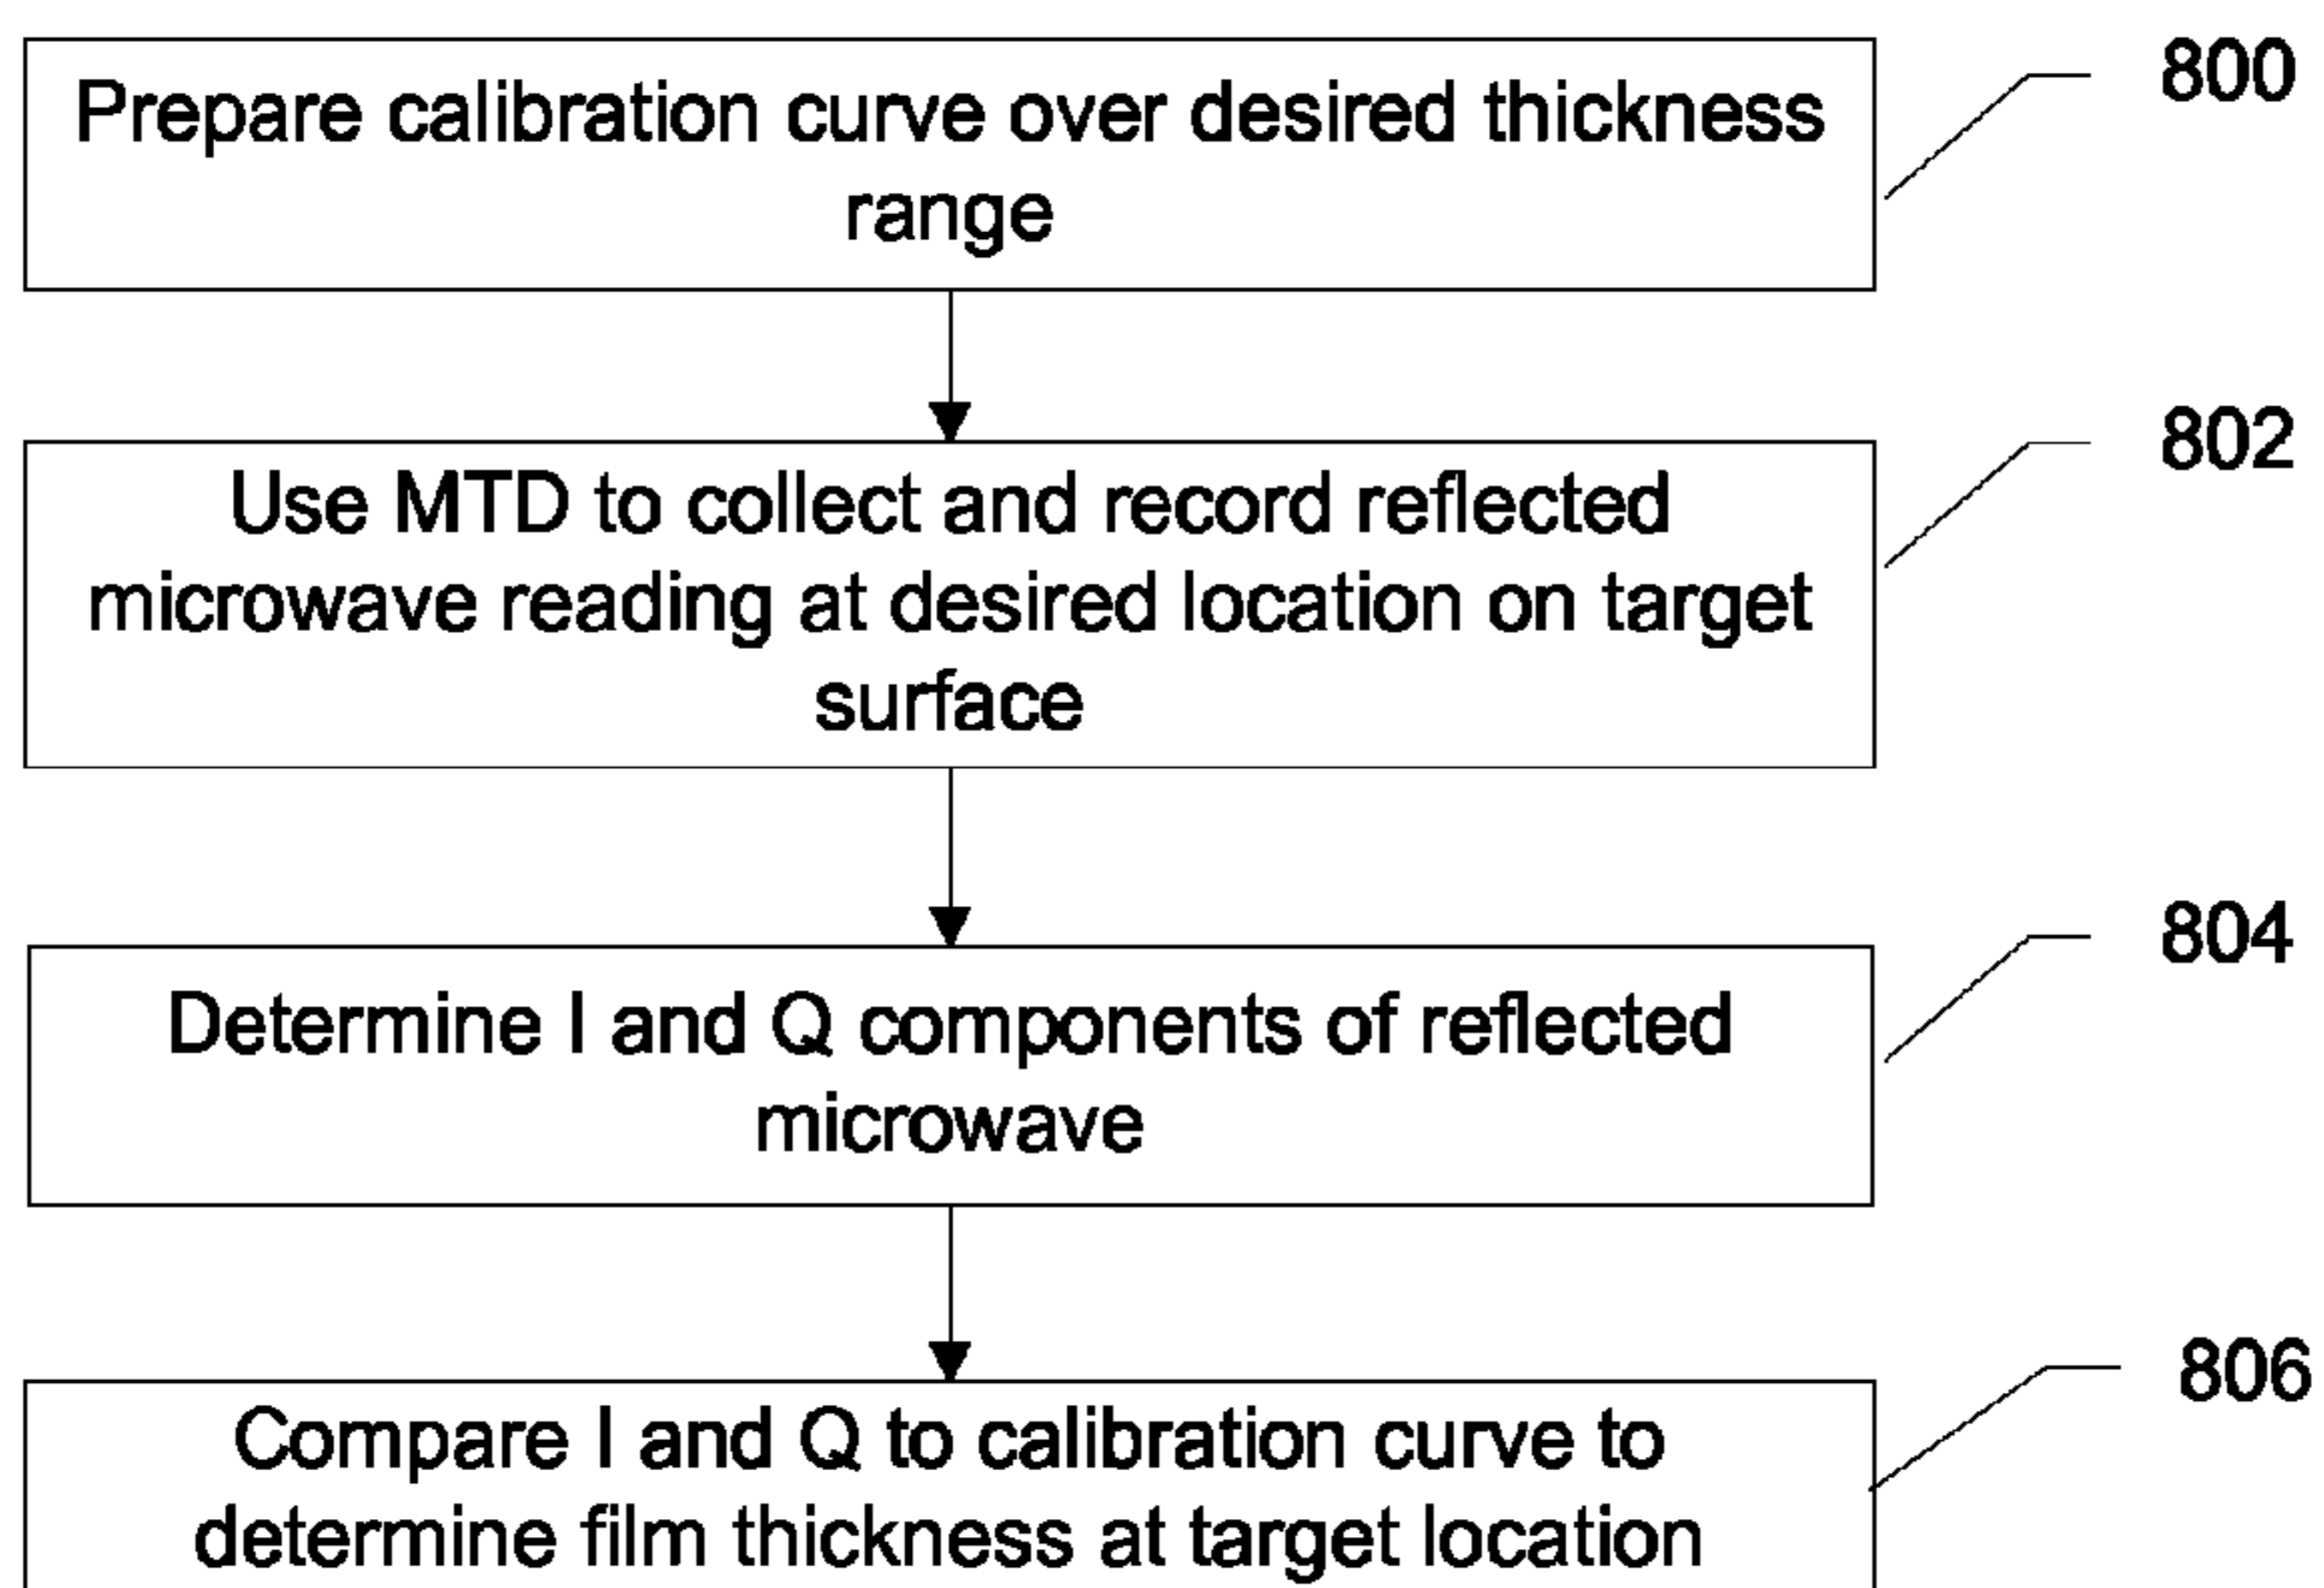 Prepare calibration curve over desired thickness
range
800
Use MTD to collect and record reflected
microwave reading at desired location on target
surface
802
Determine I and Q components of reflected
microwave
804
Compare I and Q to calibration curve to
determine film thickness at target location
806